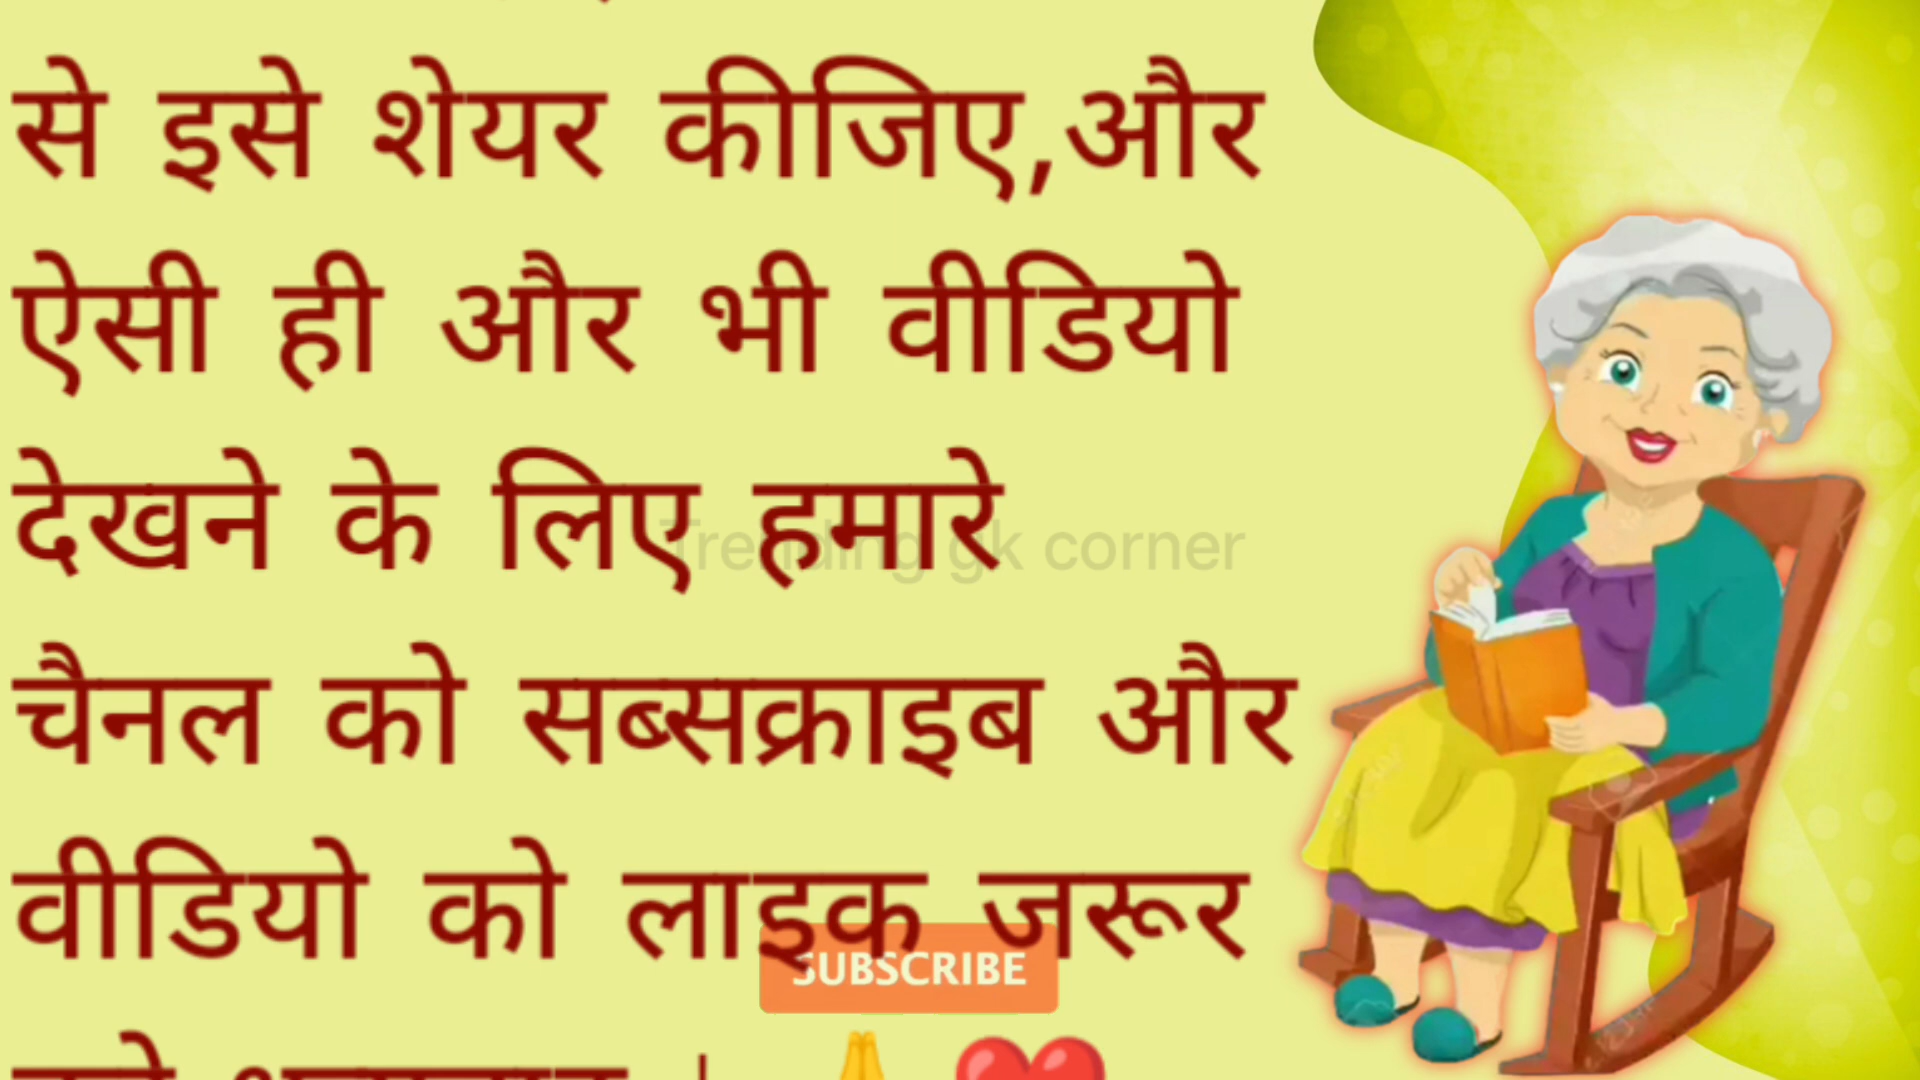 से इसे शेयर कीजिए,और
ऐसी ही और भी वीडियो
देखने के लिए हमारे
Trending gk corner
चैनल को सब्सक्राइब और
वीडियो को लाइक जरूर
SUBSCRIBE